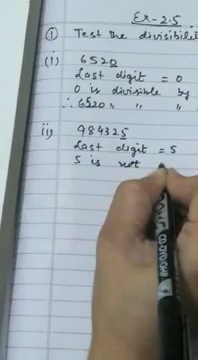 Ex-2.5
① Test the divisibilit
(i) 6520
Last digit = 0
0 is divisible by
∴ 6520 〃 〃 〃
ii) 984325
Last digit = 5
5 is not